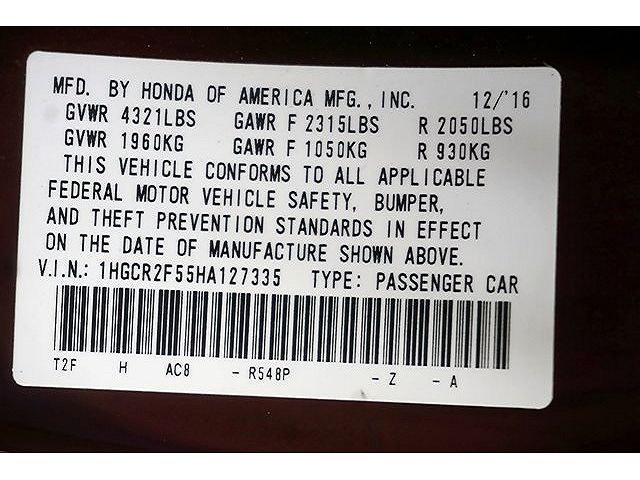 MFD. BY HONDA OF AMERICA MFG., INC. 12/'16
GVWR 4321LBS GAWR F 2315LBS R 2050LBS
GVWR 1960KG GAWR F 1050KG R 930KG
THIS VEHICLE CONFORMS TO ALL APPLICABLE
FEDERAL MOTOR VEHICLE SAFETY, BUMPER,
AND THEFT PREVENTION STANDARDS IN EFFECT
ON THE DATE OF MANUFACTURE SHOWN ABOVE.
V.I.N.: 1HGCR2F55HA127335 TYPE: PASSENGER CAR
T2F H AC8 - R548P - Z - A